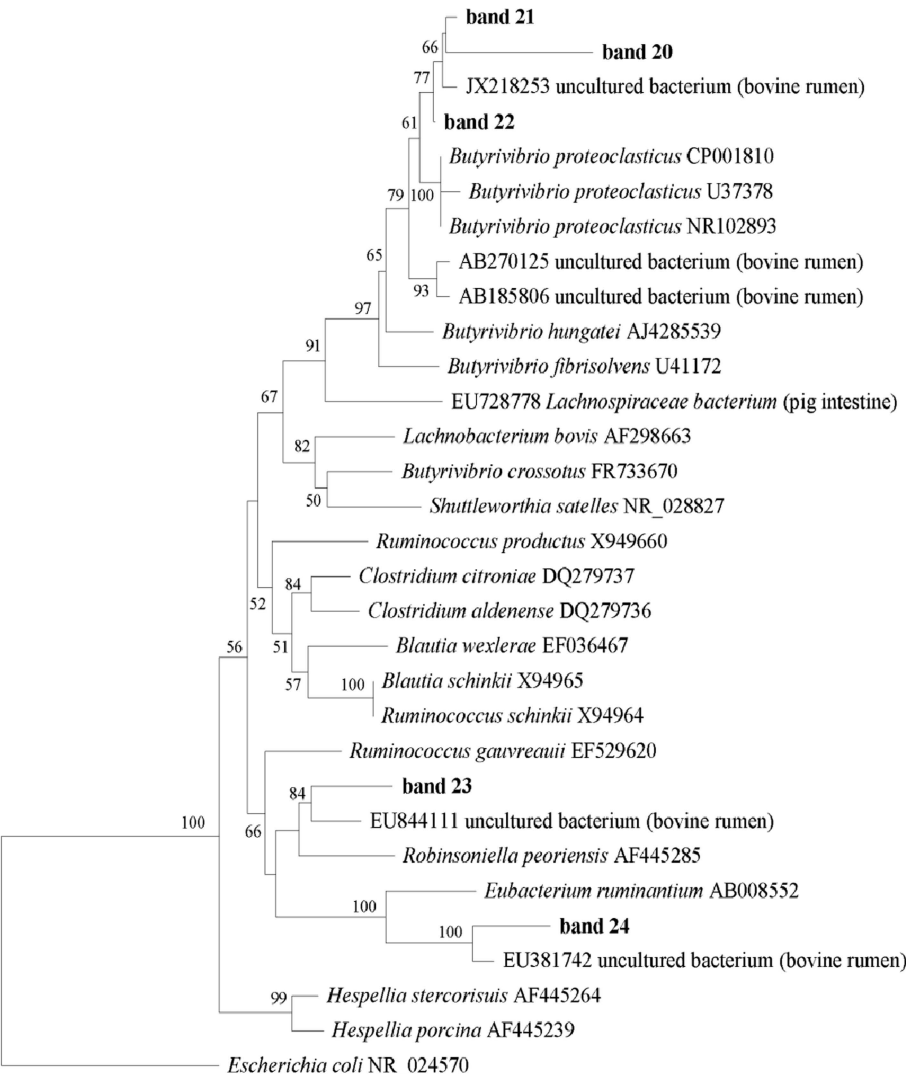 band 21
66
band 20
77
JX218253 uncultured bacterium (bovine rumen)
61
band 22
Butyrivibrio proteoclasticus CP001810
79
100
Butyrivibrio proteoclasticus U37378
Butyrivibrio proteoclasticus NR102893
65
AB270125 uncultured bacterium (bovine rumen)
93
AB185806 uncultured bacterium (bovine rumen)
97
Butyrivibrio hungatei AJ4285539
91
Butyrivibrio fibrisolvens U41172
67
EU728778 Lachnospiraceae bacterium (pig intestine)
82
Lachnobacterium bovis AF298663
Butyrivibrio crossotus FR733670
50
Shuttleworthia satelles NR_028827
Ruminococcus productus X949660
84
Clostridium citroniae DQ279737
52
Clostridium aldenense DQ279736
56
51
Blautia wexlerae EF036467
57
100
Blautia schinkii X94965
Ruminococcus schinkii X94964
Ruminococcus gauvreauii EF529620
84
band 23
100
66
EU844111 uncultured bacterium (bovine rumen)
Robinsoniella peoriensis AF445285
Eubacterium ruminantium AB008552
100
100
band 24
EU381742 uncultured bacterium (bovine rumen)
99
Hespellia stercorisuis AF445264
Hespellia porcina AF445239
Escherichia coli NR_024570